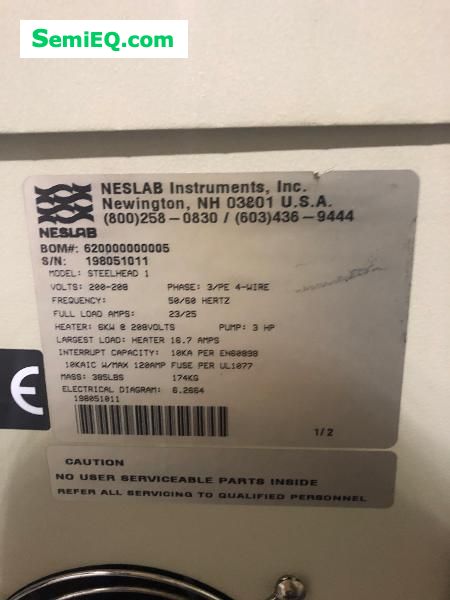 SemiEQ.com
NESLAB Instruments, Inc.
Newington, NH 03801 U.S.A.
(800)258-0830 / (603)436-9444
NESLAB
BOM#: 620000000005
S/N: 198051011
MODEL: STEELHEAD 1
VOLTS: 200-208 PHASE: 3/PE 4-WIRE
FREQUENCY: 50/60 HERTZ
FULL LOAD AMPS: 23/25
HEATER: 6KW @ 208VOLTS PUMP: 3 HP
LARGEST LOAD: HEATER 16.7 AMPS
INTERRUPT CAPACITY: 10KA PER EN60898
10KAIC W/MAX 120AMP FUSE PER UL1077
MASS: 385LBS 174KG
ELECTRICAL DIAGRAM: 6.2664
198051011
1/2
CE
CAUTION
NO USER SERVICEABLE PARTS INSIDE
REFER ALL SERVICING TO QUALIFIED PERSONNEL